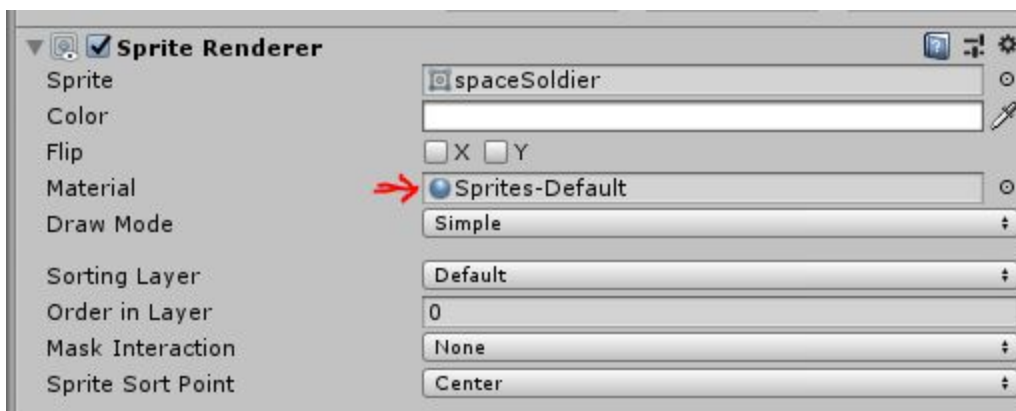 Sprite Renderer
Sprite spaceSoldier
Color
Flip X Y
Material Sprites-Default
Draw Mode Simple
Sorting Layer Default
Order in Layer 0
Mask Interaction None
Sprite Sort Point Center